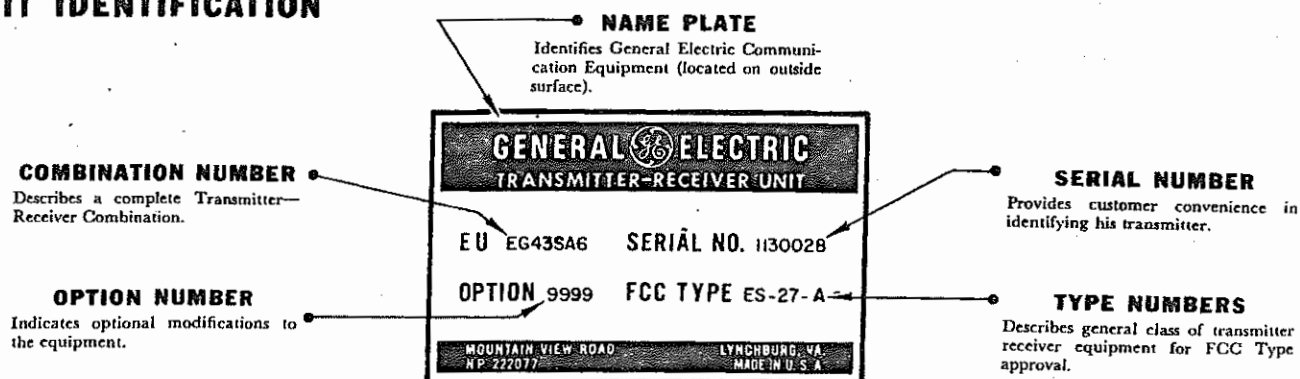 IT IDENTIFICATION
NAME PLATE
Identifies General Electric Communi-
cation Equipment (located on outside
surface).
COMBINATION NUMBER
Describes a complete Transmitter—
Receiver Combination.
OPTION NUMBER
Indicates optional modifications to
the equipment.
GENERAL GE ELECTRIC
TRANSMITTER-RECEIVER UNIT
EU EG43SA6 SERIAL NO. 1130028
OPTION 9999 FCC TYPE ES-27-A
MOUNTAIN VIEW ROAD LYNCHBURG, VA.
NP 222077 MADE IN U.S.A.
SERIAL NUMBER
Provides customer convenience in
identifying his transmitter.
TYPE NUMBERS
Describes general class of transmitter
receiver equipment for FCC Type
approval.